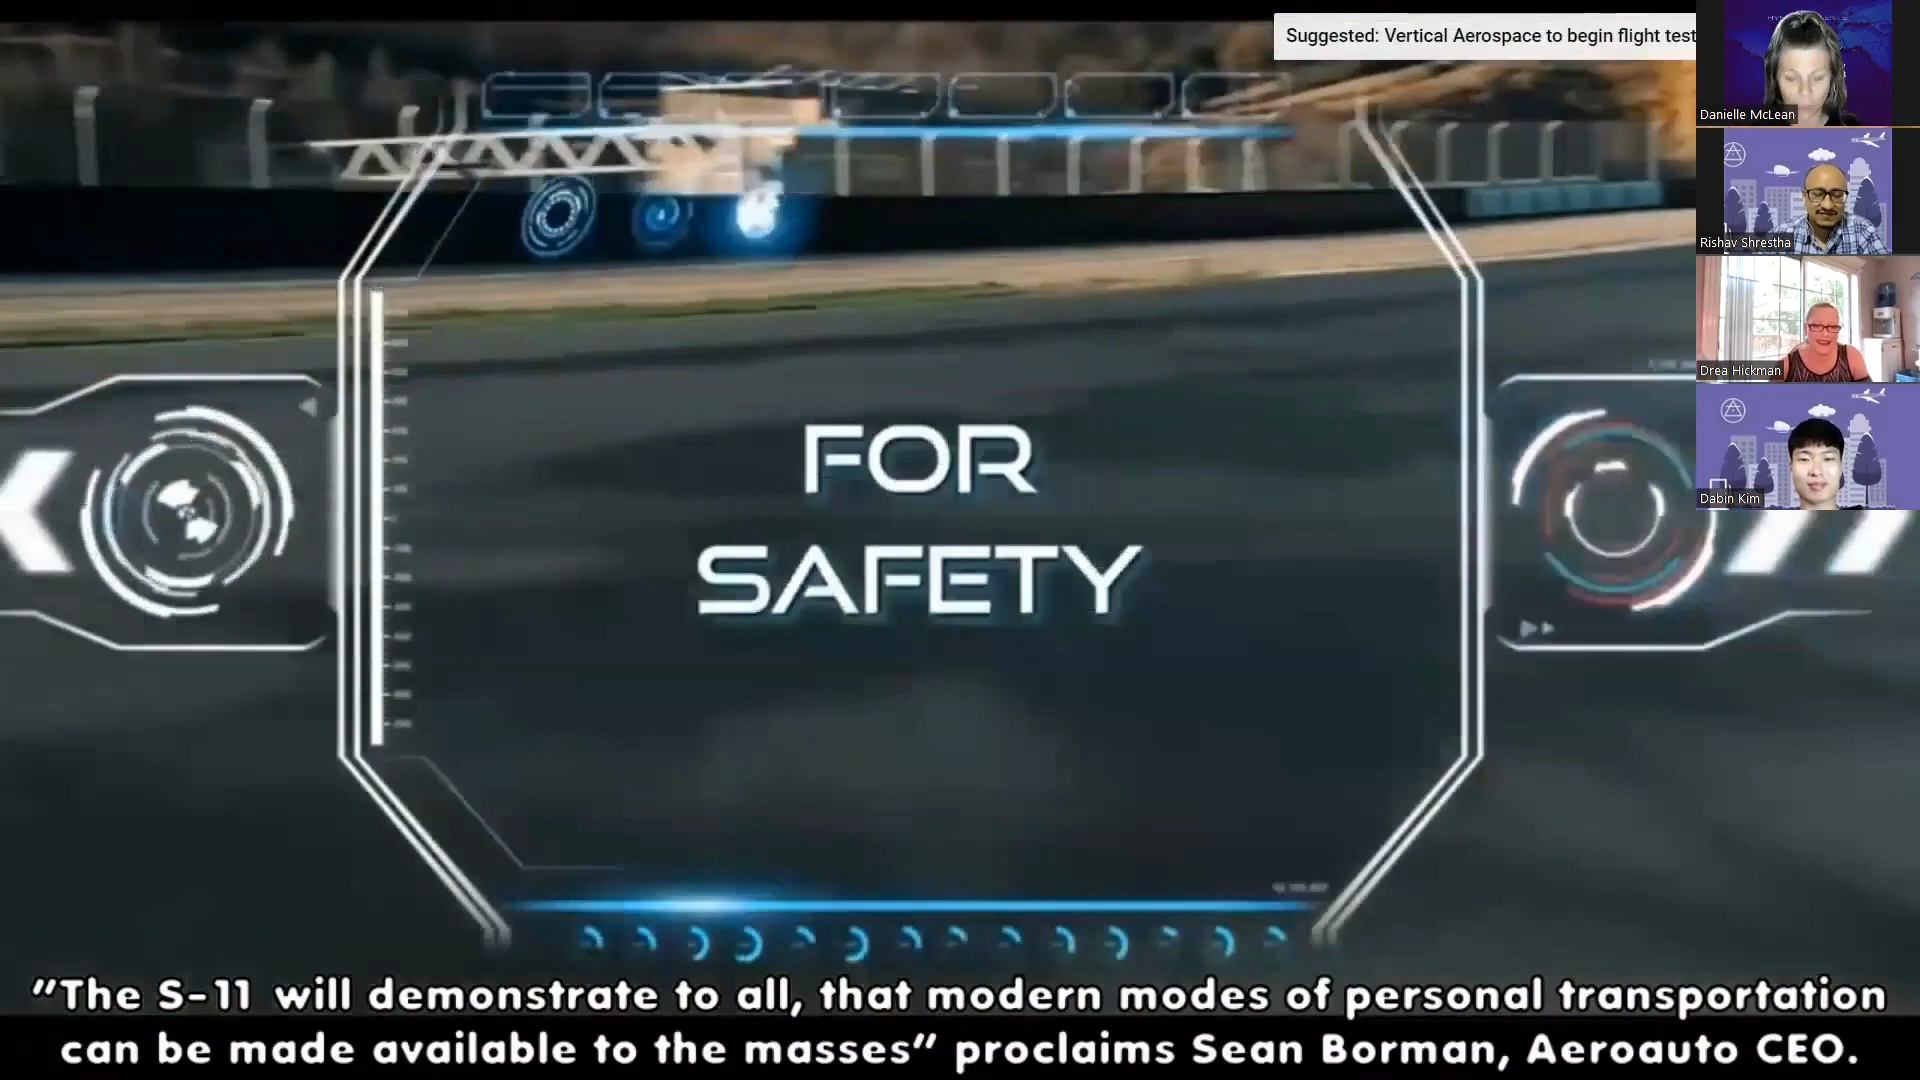 Suggested: Vertical Aerospace to begin flight test
Danielle McLean
Rishav Shrestha
Drea Hickman
Dabin Kim
FOR
SAFETY
"The S-11 will demonstrate to all, that modern modes of personal transportation
can be made available to the masses" proclaims Sean Borman, Aeroauto CEO.